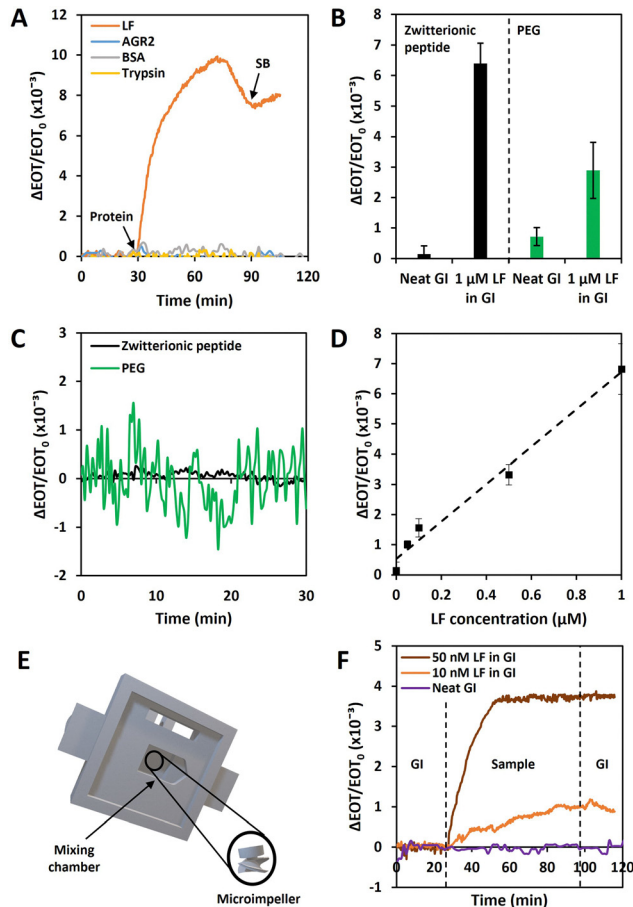 A
LF
AGR2
BSA
Trypsin
SB
Protein
ΔEOT/EOT₀ (x10⁻³)
12
10
8
6
4
2
0
0 30 60 90 120
Time (min)
B
Zwitterionic
peptide
PEG
ΔEOT/EOT₀ (x10⁻³)
8
7
6
5
4
3
2
1
0
Neat GI
1 µM LF
in GI
Neat GI
1 µM LF
in GI
C
Zwitterionic peptide
PEG
ΔEOT/EOT₀ (x10⁻³)
3
2
1
0
-1
-2
0 10 20 30
Time (min)
D
ΔEOT/EOT₀ (x10⁻³)
8
7
6
5
4
3
2
1
0
0 0.2 0.4 0.6 0.8 1
LF concentration (µM)
E
Mixing
chamber
Microimpeller
F
50 nM LF in GI
10 nM LF in GI
Neat GI
GI
Sample
GI
ΔEOT/EOT₀ (x10⁻³)
5
4
3
2
1
0
-1
0 20 40 60 80 100 120
Time (min)